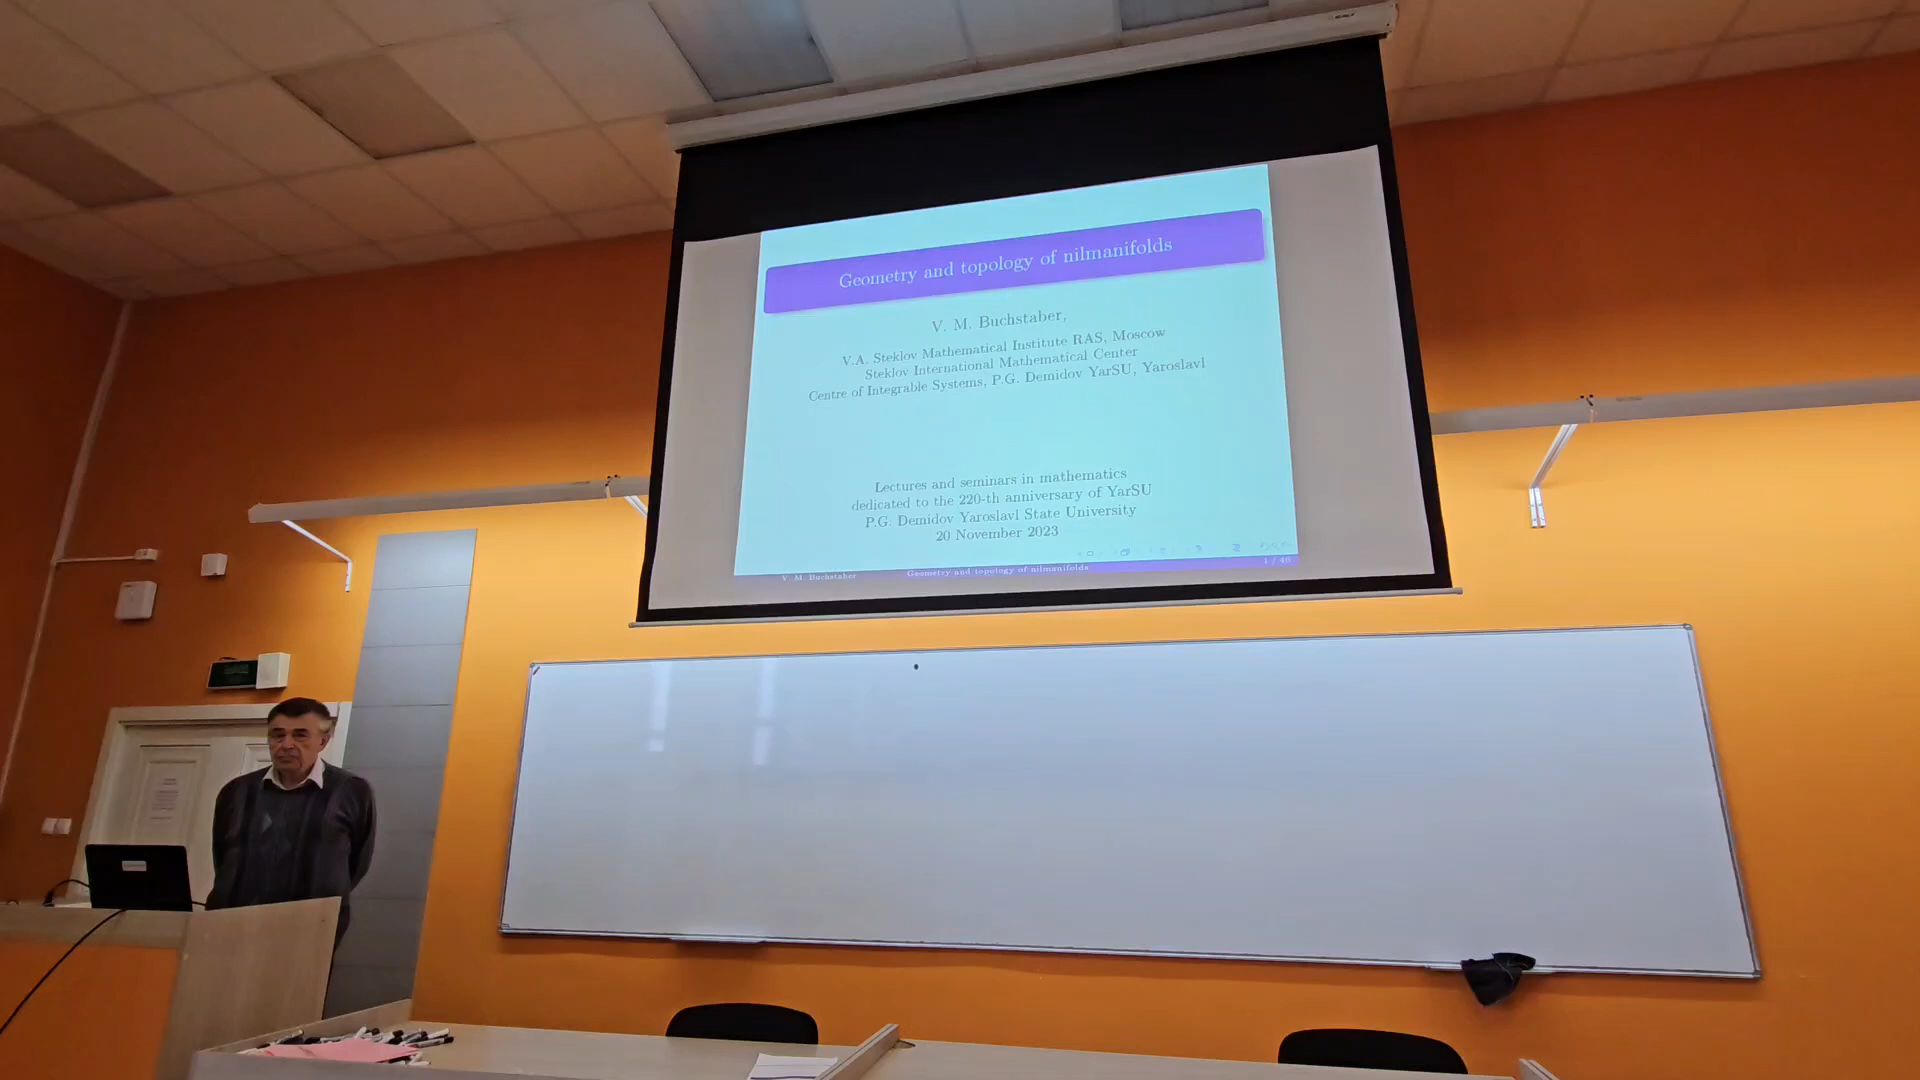 Geometry and topology of nilmanifolds
V. M. Buchstaber,
V.A. Steklov Mathematical Institute RAS, Moscow
Steklov International Mathematical Center
Centre of Integrable Systems, P.G. Demidov YarSU, Yaroslavl
Lectures and seminars in mathematics
dedicated to the 220-th anniversary of YarSU
P.G. Demidov Yaroslavl State University
20 November 2023
V. M. Buchstaber Geometry and topology of nilmanifolds 1 / 46